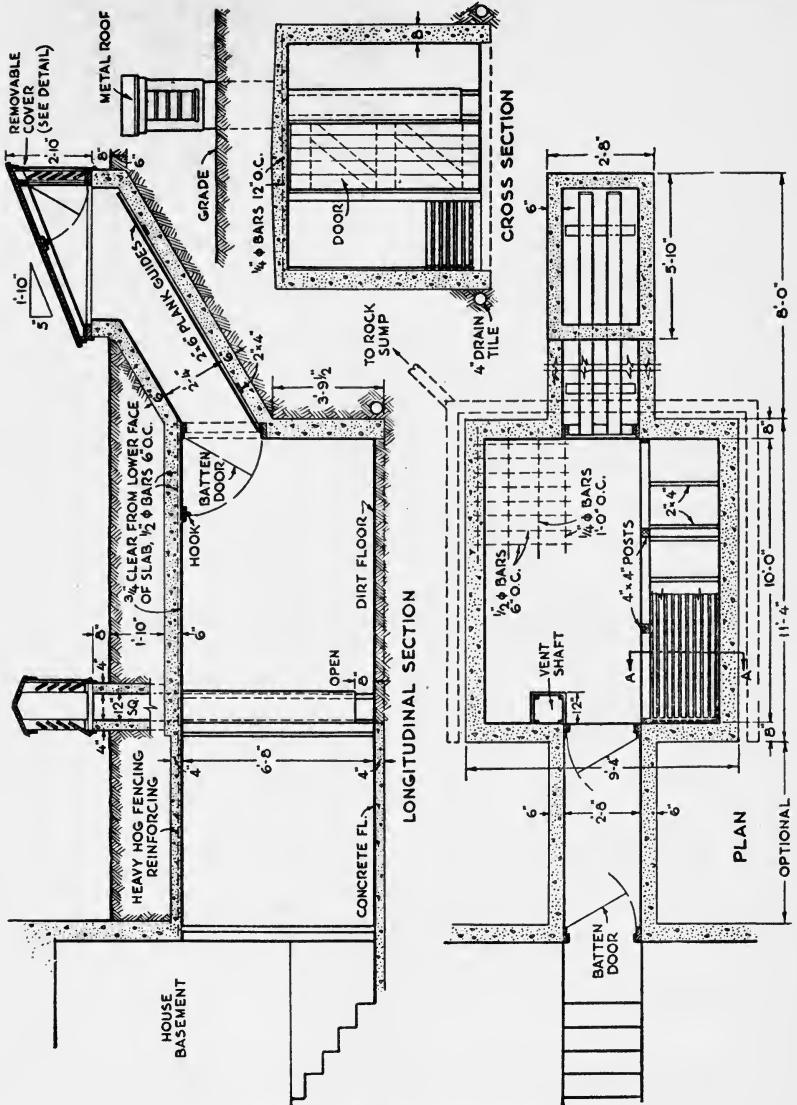 REMOVABLE
COVER
(SEE DETAIL)
2'-10"
8"
6"
1'-10"
5"
2"×6" PLANK GUIDES
6"
2"×4"
3'-9½"
6"
¾" CLEAR FROM LOWER FACE
OF SLAB, ½" ɸ BARS 6" O.C.
BATTEN
DOOR
HOOK
DIRT FLOOR
8"
1'-10"
6"
4"
12"
SQ.
4"
OPEN
8"
HEAVY HOG FENCING
REINFORCING
4"
6'-8"
4"
CONCRETE FL.
HOUSE
BASEMENT
LONGITUDINAL SECTION
METAL ROOF
GRADE
¼" ɸ BARS 12" O.C.
8"
DOOR
4" DRAIN
TILE
CROSS SECTION
TO ROCK
SUMP
2'-8"
6"
5'-10"
8'-0"
8"
½" ɸ BARS
6" O.C.
¼" ɸ BARS
1'-0" O.C.
2"×4"
4"×4" POSTS
10'-0"
11'-4"
VENT
SHAFT
12"
A
A
8"
9'-4"
6"
2'-8"
6"
BATTEN
DOOR
PLAN
OPTIONAL